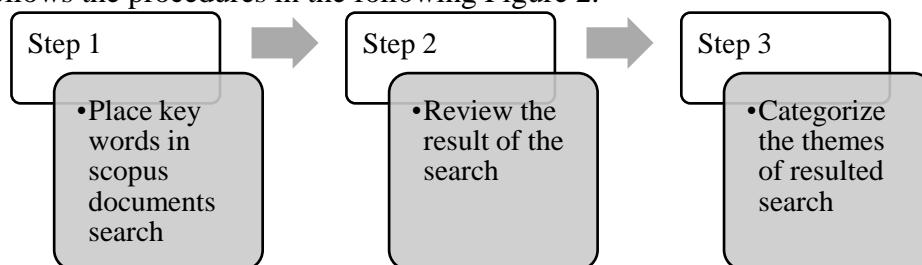 llows the procedures in the following Figure 2.
Step 1
•Place key
words in
scopus
documents
search
Step 2
•Review the
result of the
search
Step 3
•Categorize
the themes
of resulted
search